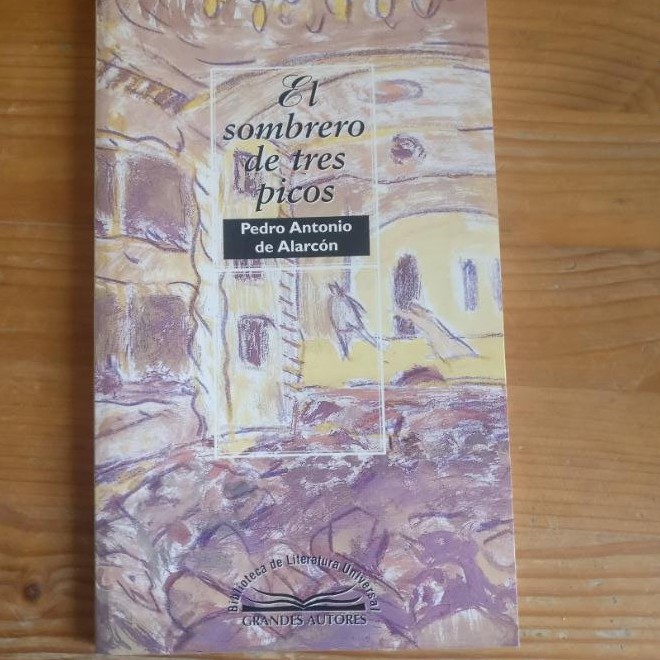 El
sombrero
de tres
picos
Pedro Antonio
de Alarcón
Biblioteca de Literatura Universal
GRANDES AUTORES